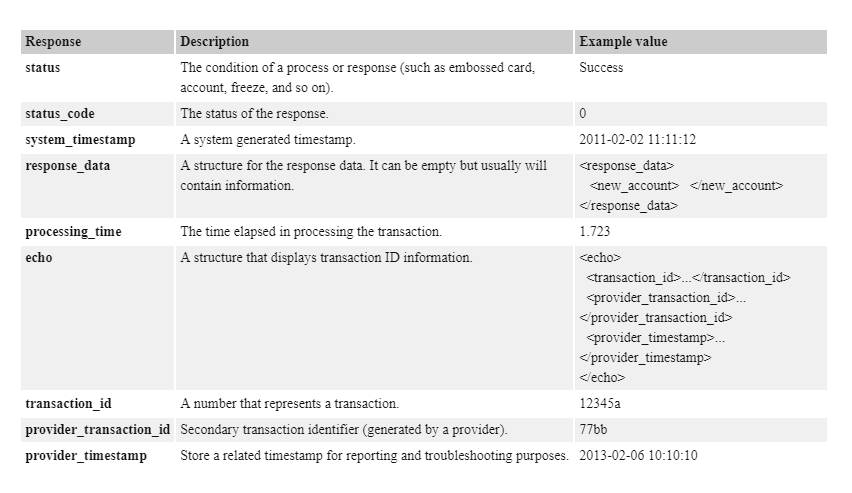 Response Description Example value
status The condition of a process or response (such as embossed card, Success
account, freeze, and so on).
status_code The status of the response. 0
system_timestamp A system generated timestamp. 2011-02-02 11:11:12
response_data A structure for the response data. It can be empty but usually will <response_data>
contain information. <new_account> </new_account>
</response_data>
processing_time The time elapsed in processing the transaction. 1.723
echo A structure that displays transaction ID information. <echo>
<transaction_id>...</transaction_id>
<provider_transaction_id>...
</provider_transaction_id>
<provider_timestamp>...
</provider_timestamp>
</echo>
transaction_id A number that represents a transaction. 12345a
provider_transaction_id Secondary transaction identifier (generated by a provider). 77bb
provider_timestamp Store a related timestamp for reporting and troubleshooting purposes. 2013-02-06 10:10:10